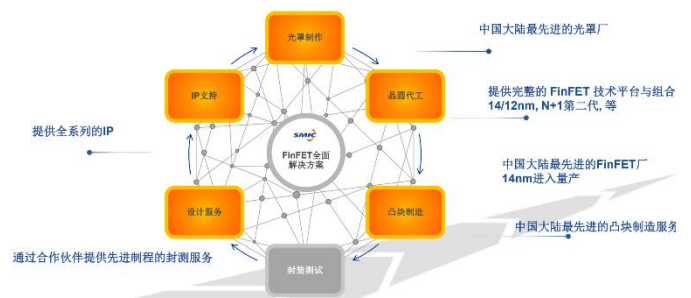 光罩制作
中国大陆最先进的光罩厂
IP支持
晶圆代工
提供完整的 FinFET 技术平台与组合
14/12nm, N+1第二代, 等
SMIC
FinFET全面
解决方案
提供全系列的IP
中国大陆最先进的FinFET厂
14nm进入量产
设计服务
凸块制造
中国大陆最先进的凸块制造服务
通过合作伙伴提供先进制程的封测服务
封装测试